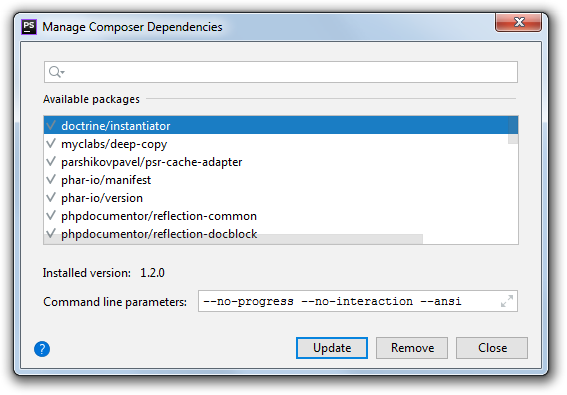 PS Manage Composer Dependencies
Available packages
doctrine/instantiator
myclabs/deep-copy
parshikovpavel/psr-cache-adapter
phar-io/manifest
phar-io/version
phpdocumentor/reflection-common
phpdocumentor/reflection-docblock
Installed version: 1.2.0
Command line parameters: --no-progress --no-interaction --ansi
? Update Remove Close